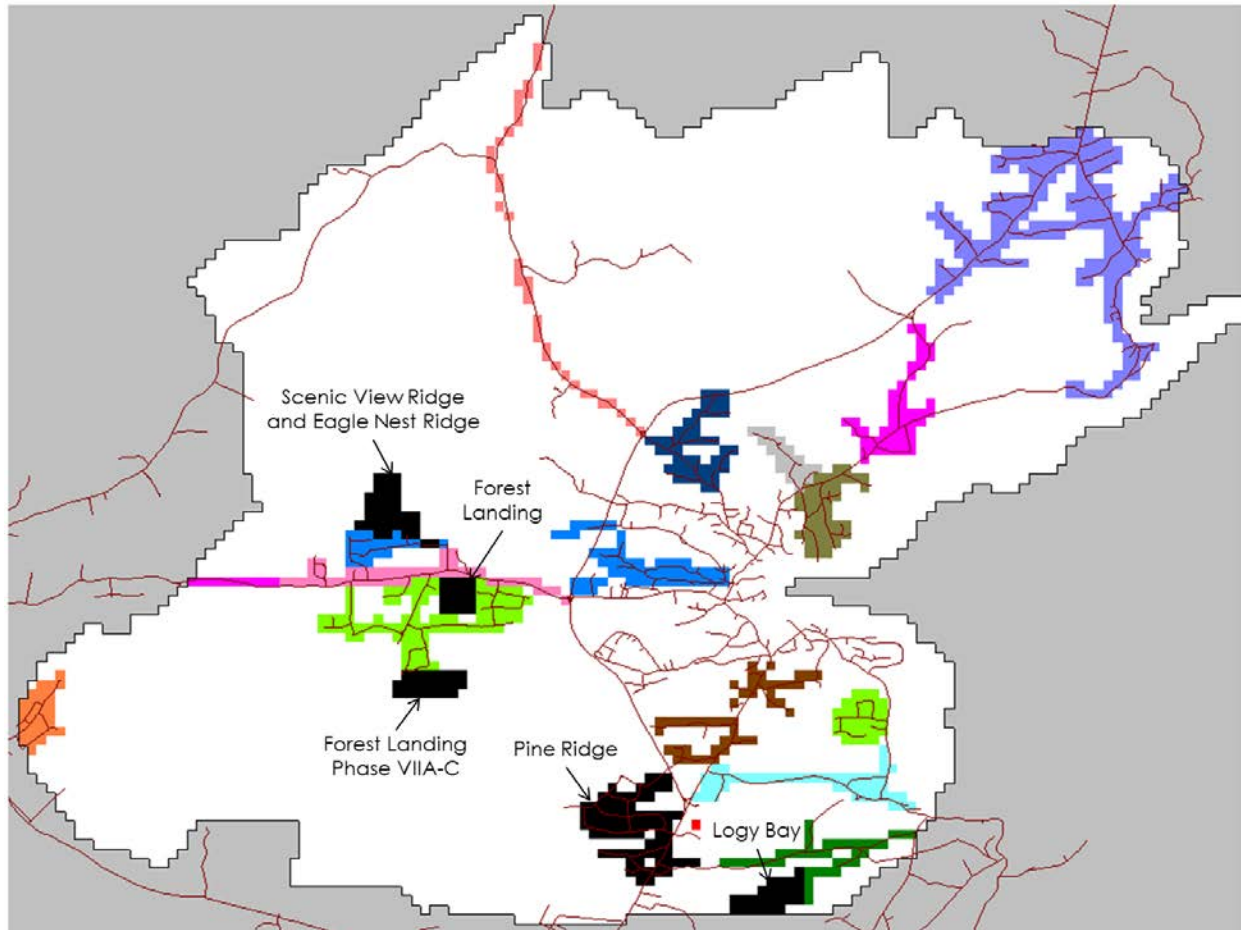 Scenic View Ridge
and Eagle Nest Ridge
Forest
Landing
Forest Landing
Phase VIIA-C
Pine Ridge
Logy Bay